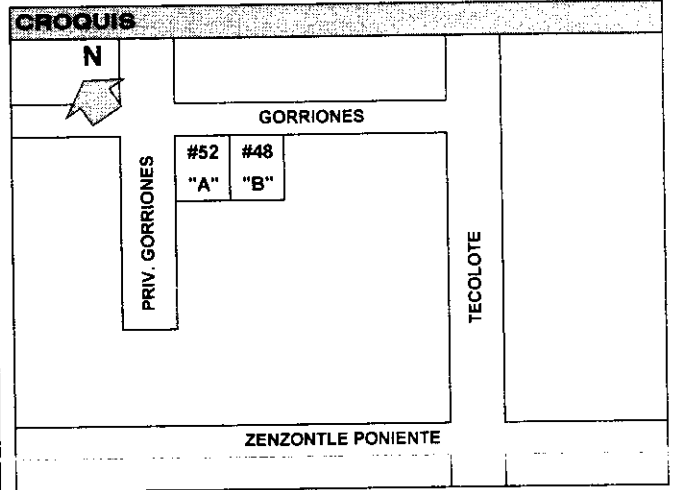 CROQUIS
N
GORRIONES
#52 #48
"A" "B"
PRIV. GORRIONES
TECOLOTE
ZENZONTLE PONIENTE